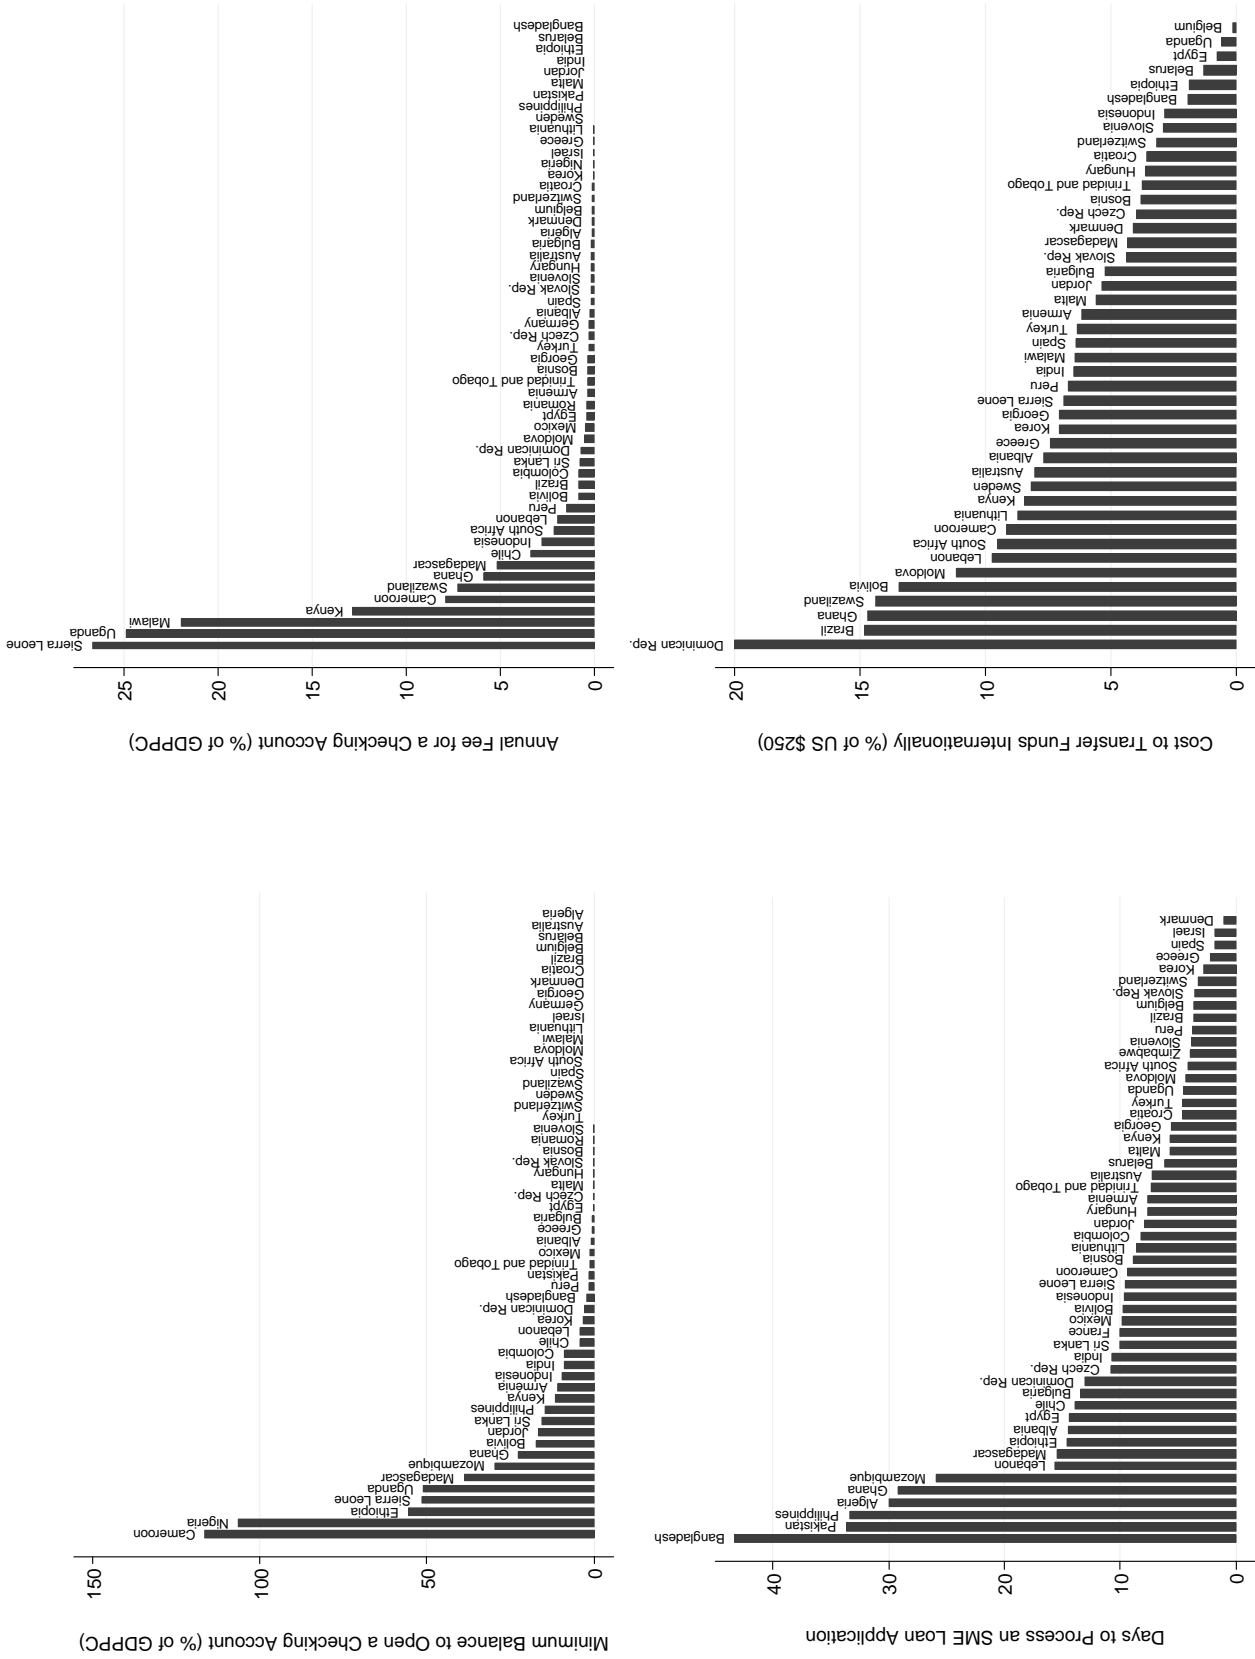 Days to Process an SME Loan Application
0
10
20
30
40
Bangladesh
Pakistan
Philippines
Algeria
Ghana
Mozambique
Lebanon
Madagascar
Ethiopia
Albania
Egypt
Chile
Bulgaria
Dominican Rep.
Czech Rep.
India
Sri Lanka
France
Mexico
Bolivia
Indonesia
Sierra Leone
Cameroon
Bosnia
Lithuania
Colombia
Jordan
Hungary
Armenia
Trinidad and Tobago
Australia
Belarus
Malta
Kenya
Georgia
Croatia
Turkey
Uganda
Moldova
South Africa
Zimbabwe
Slovenia
Peru
Brazil
Belgium
Slovak Rep.
Switzerland
Korea
Greece
Spain
Israel
Denmark
Minimum Balance to Open a Checking Account (% of GDPPC)
0
50
100
150
Cameroon
Nigeria
Ethiopia
Sierra Leone
Uganda
Madagascar
Mozambique
Ghana
Bolivia
Jordan
Sri Lanka
Philippines
Kenya
Armenia
Indonesia
India
Colombia
Chile
Lebanon
Korea
Dominican Rep.
Bangladesh
Peru
Pakistan
Trinidad and Tobago
Mexico
Albania
Greece
Bulgaria
Egypt
Czech Rep.
Malta
Hungary
Slovak Rep.
Bosnia
Romania
Slovenia
Turkey
Switzerland
Sweden
Swaziland
Spain
South Africa
Moldova
Malawi
Lithuania
Israel
Germany
Georgia
Denmark
Croatia
Brazil
Belgium
Belarus
Australia
Algeria
Cost to Transfer Funds Internationally (% of US $250)
0
5
10
15
20
Dominican Rep.
Brazil
Ghana
Swaziland
Bolivia
Moldova
Lebanon
South Africa
Cameroon
Lithuania
Kenya
Sweden
Australia
Albania
Greece
Korea
Georgia
Sierra Leone
Peru
India
Malawi
Spain
Turkey
Armenia
Malta
Jordan
Bulgaria
Slovak Rep.
Madagascar
Denmark
Czech Rep.
Bosnia
Trinidad and Tobago
Hungary
Croatia
Switzerland
Slovenia
Indonesia
Bangladesh
Ethiopia
Belarus
Egypt
Uganda
Belgium
Annual Fee for a Checking Account (% of GDPPC)
0
5
10
15
20
25
Sierra Leone
Uganda
Malawi
Kenya
Cameroon
Swaziland
Ghana
Madagascar
Chile
Indonesia
South Africa
Lebanon
Peru
Bolivia
Brazil
Colombia
Sri Lanka
Dominican Rep.
Moldova
Mexico
Egypt
Romania
Armenia
Trinidad and Tobago
Bosnia
Georgia
Turkey
Czech Rep.
Germany
Albania
Spain
Slovak Rep.
Slovenia
Hungary
Australia
Bulgaria
Algeria
Denmark
Belgium
Switzerland
Croatia
Korea
Nigeria
Israel
Greece
Lithuania
Sweden
Philippines
Pakistan
Malta
Jordan
India
Ethiopia
Belarus
Bangladesh